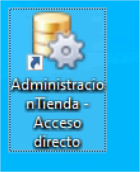 Administracio
nTienda -
Acceso
directo